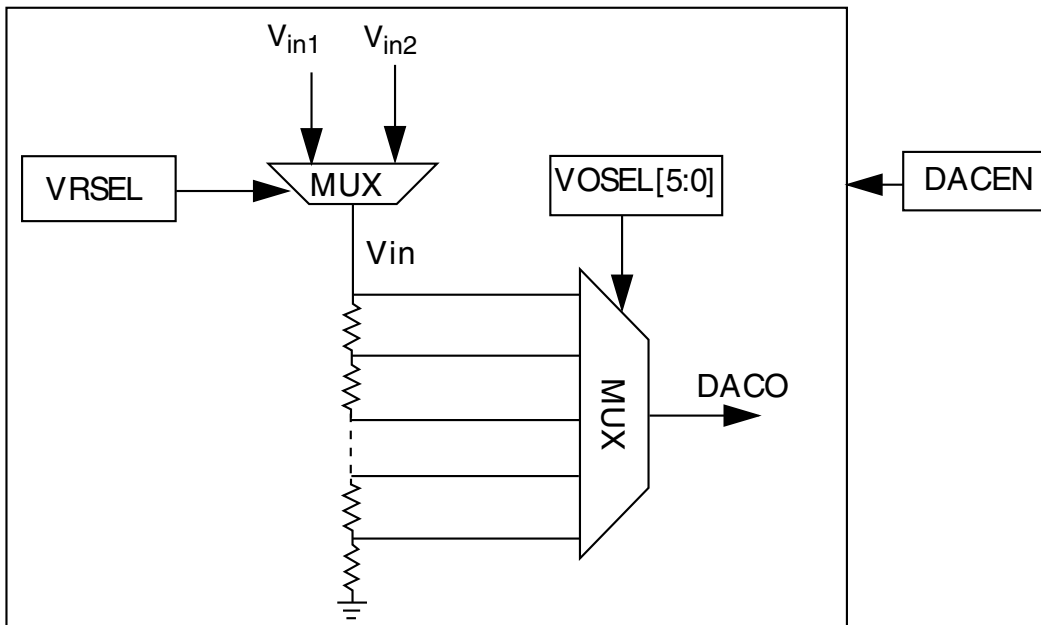 Vin1
Vin2
VRSEL
MUX
VOSEL[5:0]
DACEN
Vin
MUX
DACO